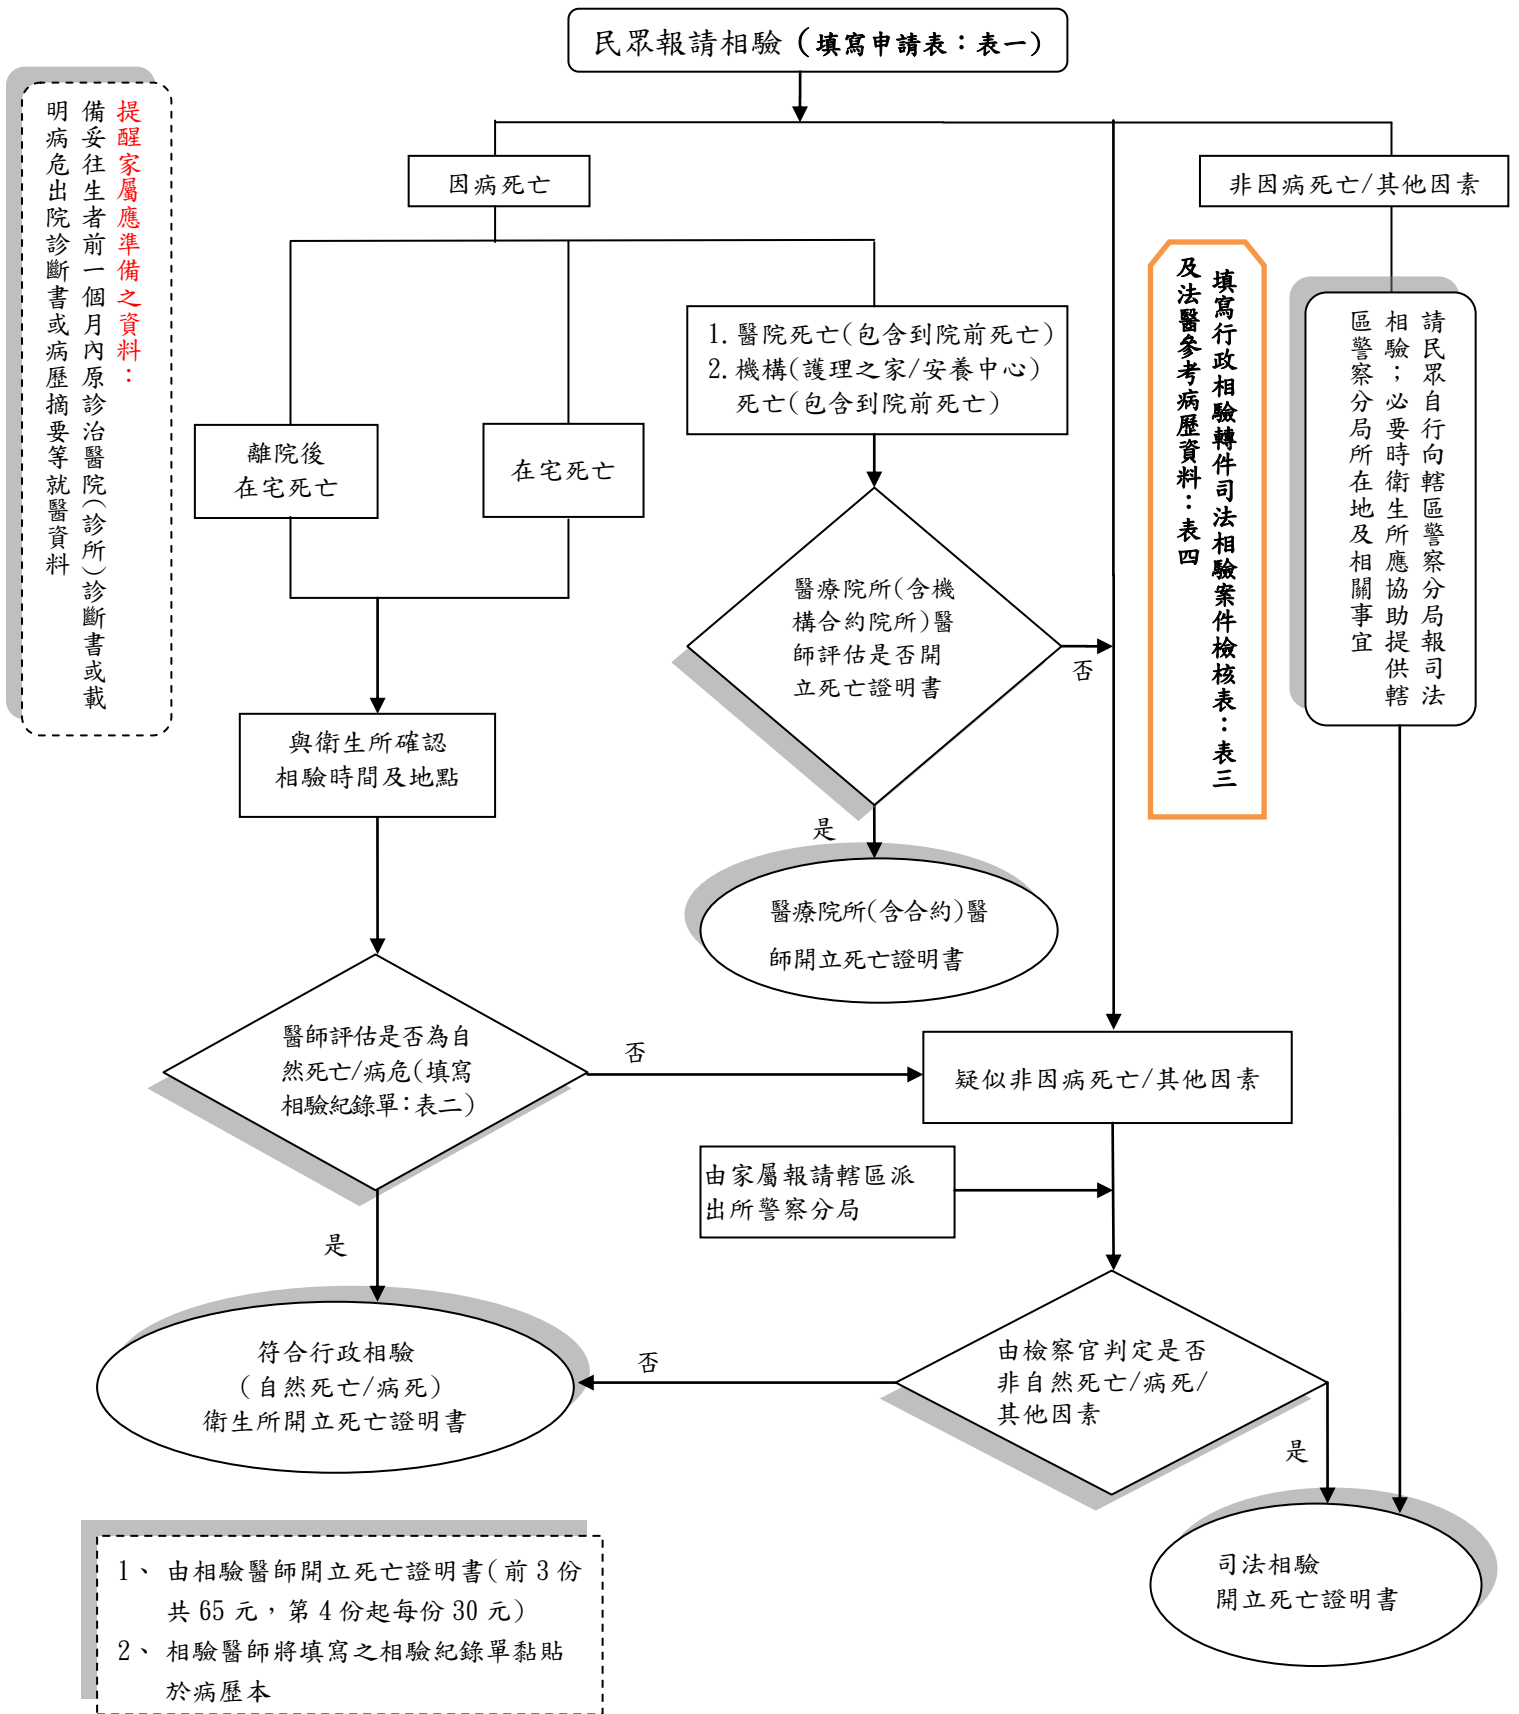 民眾報請相驗(填寫申請表：表一)
提醒家屬應準備之資料：
備妥往生者前一個月內原診治醫院(診所)診斷書或載
明病危出院診斷書或病歷摘要等就醫資料
因病死亡
非因病死亡/其他因素
離院後
在宅死亡
在宅死亡
1. 醫院死亡(包含到院前死亡)
2. 機構(護理之家/安養中心)
死亡(包含到院前死亡)
填寫行政相驗轉件司法相驗案件檢核表：表三
及法醫參考病歷資料：表四
請民眾自行向轄區警察分局報司法
相驗；必要時衛生所應協助提供轄
區警察分局所在地及相關事宜
醫療院所(含機
構合約院所)醫
師評估是否開
立死亡證明書
否
是
與衛生所確認
相驗時間及地點
醫療院所(含合約)醫
師開立死亡證明書
醫師評估是否為自
然死亡/病危(填寫
相驗紀錄單：表二)
否
疑似非因病死亡/其他因素
由家屬報請轄區派
出所警察分局
是
符合行政相驗
(自然死亡/病死)
衛生所開立死亡證明書
否
由檢察官判定是否
非自然死亡/病死/
其他因素
是
司法相驗
開立死亡證明書
1、 由相驗醫師開立死亡證明書(前 3 份
共 65 元，第 4 份起每份 30 元)
2、 相驗醫師將填寫之相驗紀錄單黏貼
於病歷本